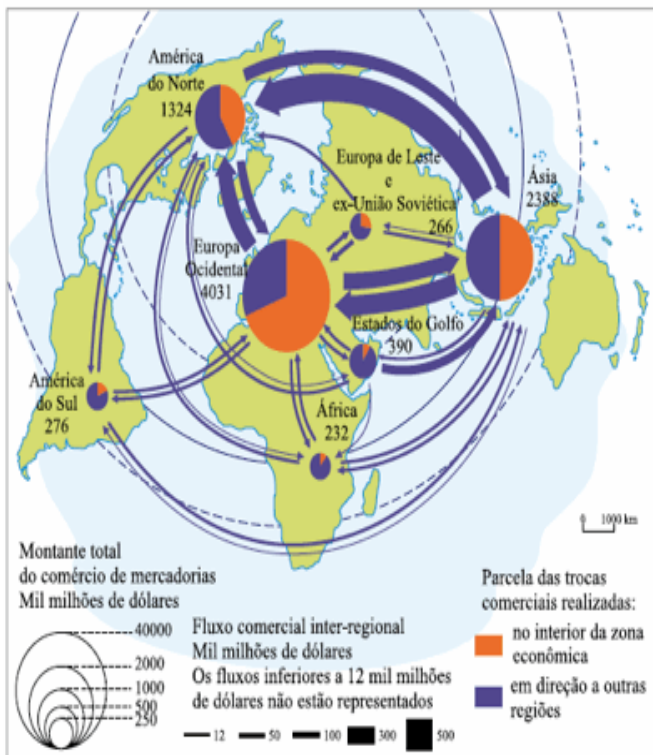 América
do Norte
1324
Europa de Leste
e
ex-União Soviética
266
Ásia
2388
Europa
Ocidental
4031
Estados do Golfo
390
América
do Sul
276
África
232
1000 km
0
Montante total
do comércio de mercadorias
Mil milhões de dólares
40000
2000
1000
500
250
Fluxo comercial inter-regional
Mil milhões de dólares
Os fluxos inferiores a 12 mil milhões
de dólares não estão representados
12 50 100 300 500
Parcela das trocas
comerciais realizadas:
no interior da zona
econômica
em direção a outras
regiões